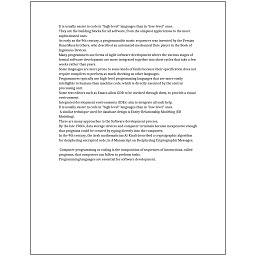 It is usually easier to code in "high-level" languages than in "low-level" ones.
They are the building blocks for all software, from the simplest applications to the most
sophisticated ones.
As early as the 9th century, a programmable music sequencer was invented by the Persian
Banu Musa brothers, who described an automated mechanical flute player in the Book of
Ingenious Devices.
Many programmers use forms of Agile software development where the various stages of
formal software development are more integrated together into short cycles that take a few
weeks rather than years.
Some languages are more prone to some kinds of faults because their specification does not
require compilers to perform as much checking as other languages.
Programmers typically use high-level programming languages that are more easily
intelligible to humans than machine code, which is directly executed by the central
processing unit.
Some text editors such as Emacs allow GDB to be invoked through them, to provide a visual
environment.
Integrated development environments (IDEs) aim to integrate all such help.
It is usually easier to code in "high-level" languages than in "low-level" ones.
A similar technique used for database design is Entity-Relationship Modeling (ER
Modeling).
There are many approaches to the Software development process.
By the late 1960s, data storage devices and computer terminals became inexpensive enough
that programs could be created by typing directly into the computers.
In the 9th century, the Arab mathematician Al-Kindi described a cryptographic algorithm
for deciphering encrypted code, in A Manuscript on Deciphering Cryptographic Messages.
Computer programming or coding is the composition of sequences of instructions, called
programs, that computers can follow to perform tasks.
Programming languages are essential for software development.